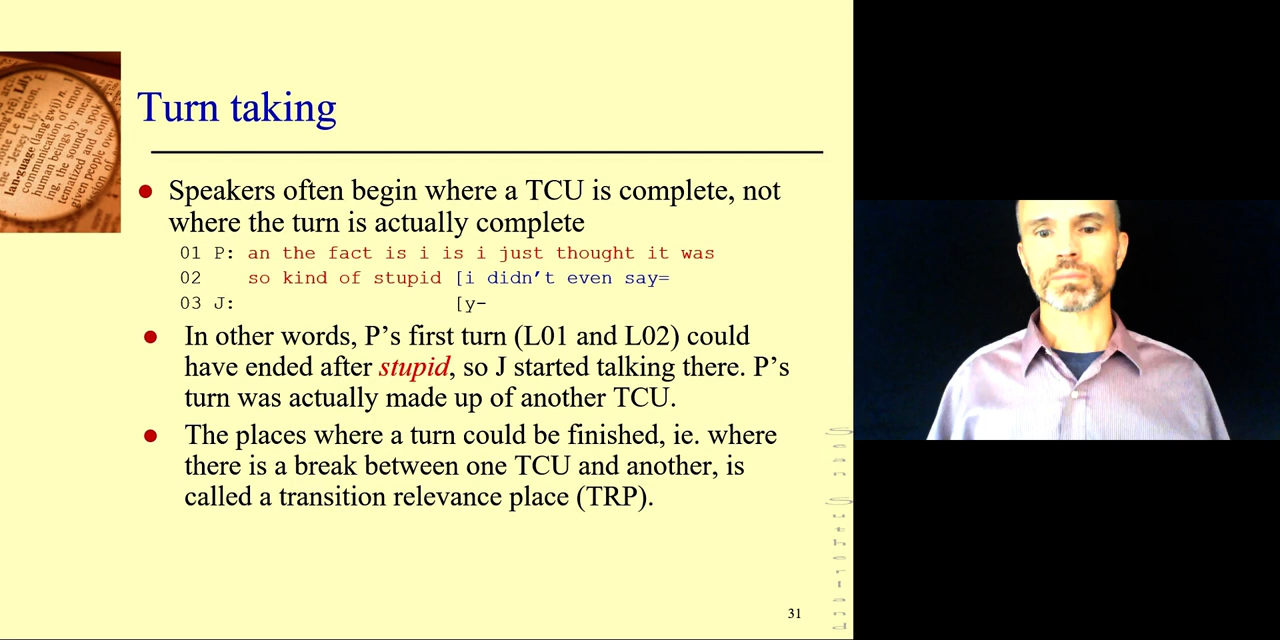 Turn taking
Speakers often begin where a TCU is complete, not
where the turn is actually complete
01 P: an the fact is i is i just thought it was
02 so kind of stupid [i didn't even say=
03 J: [y-
In other words, P's first turn (L01 and L02) could
have ended after stupid, so J started talking there. P's
turn was actually made up of another TCU.
The places where a turn could be finished, ie. where
there is a break between one TCU and another, is
called a transition relevance place (TRP).
Sean Sutherland
31